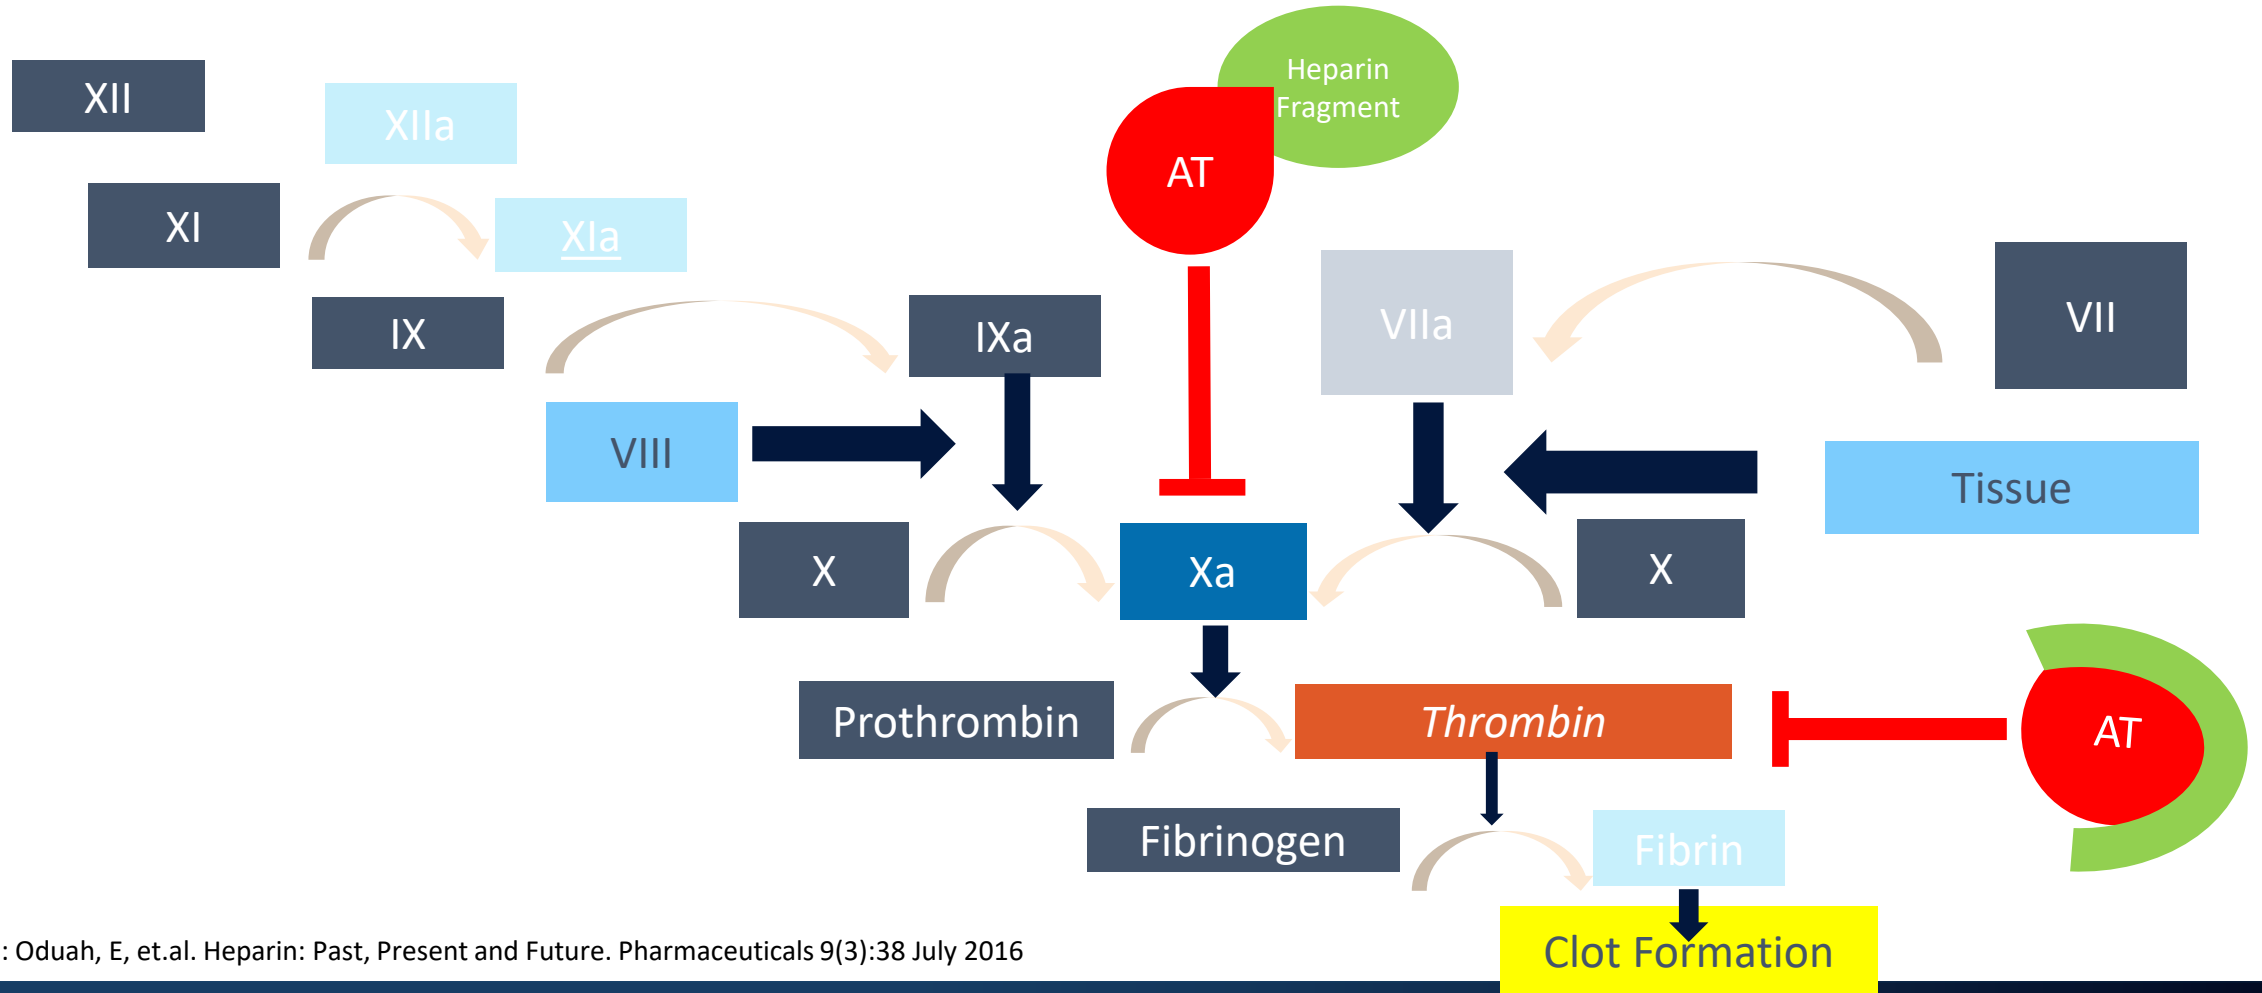 XII
XIIa
Heparin
Fragment
AT
XI
XIa
IX
IXa
VIIa
VII
VIII
Tissue
X
Xa
X
Prothrombin
Thrombin
AT
Fibrinogen
Fibrin
Clot Formation
: Oduah, E, et.al. Heparin: Past, Present and Future. Pharmaceuticals 9(3):38 July 2016